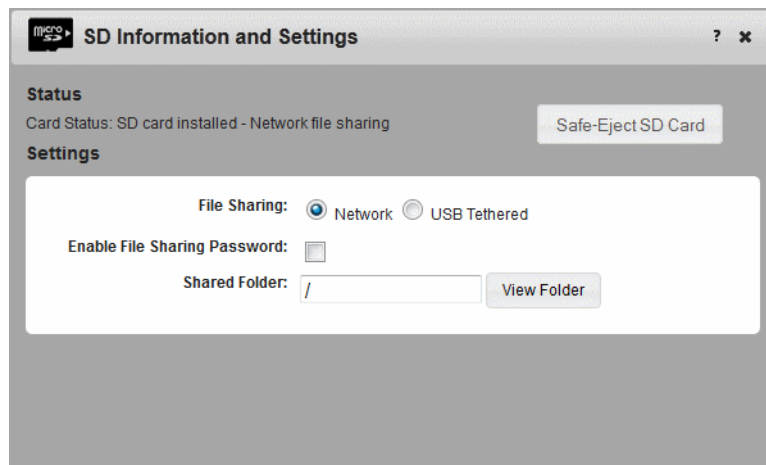 micro SD
SD Information and Settings ? ✖
Status
Card Status: SD card installed - Network file sharing
Safe-Eject SD Card
Settings
File Sharing: Network USB Tethered
Enable File Sharing Password:
Shared Folder: / View Folder